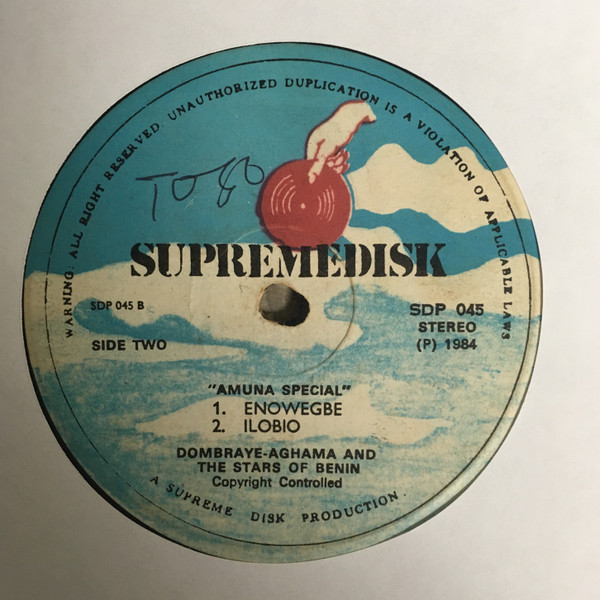 WARNING: ALL RIGHT RESERVED. UNAUTHORIZED DUPLICATION IS A VIOLATION OF APPLICABLE LAWS
SUPREMEDISK
SDP 045 B
SIDE TWO
SDP 045
STEREO
(P) 1984
"AMUNA SPECIAL"
1. ENOWEGBE
2. ILOBIO
DOMBRAYE-AGHAMA AND
THE STARS OF BENIN
Copyright Controlled
A SUPREME DISK PRODUCTION.